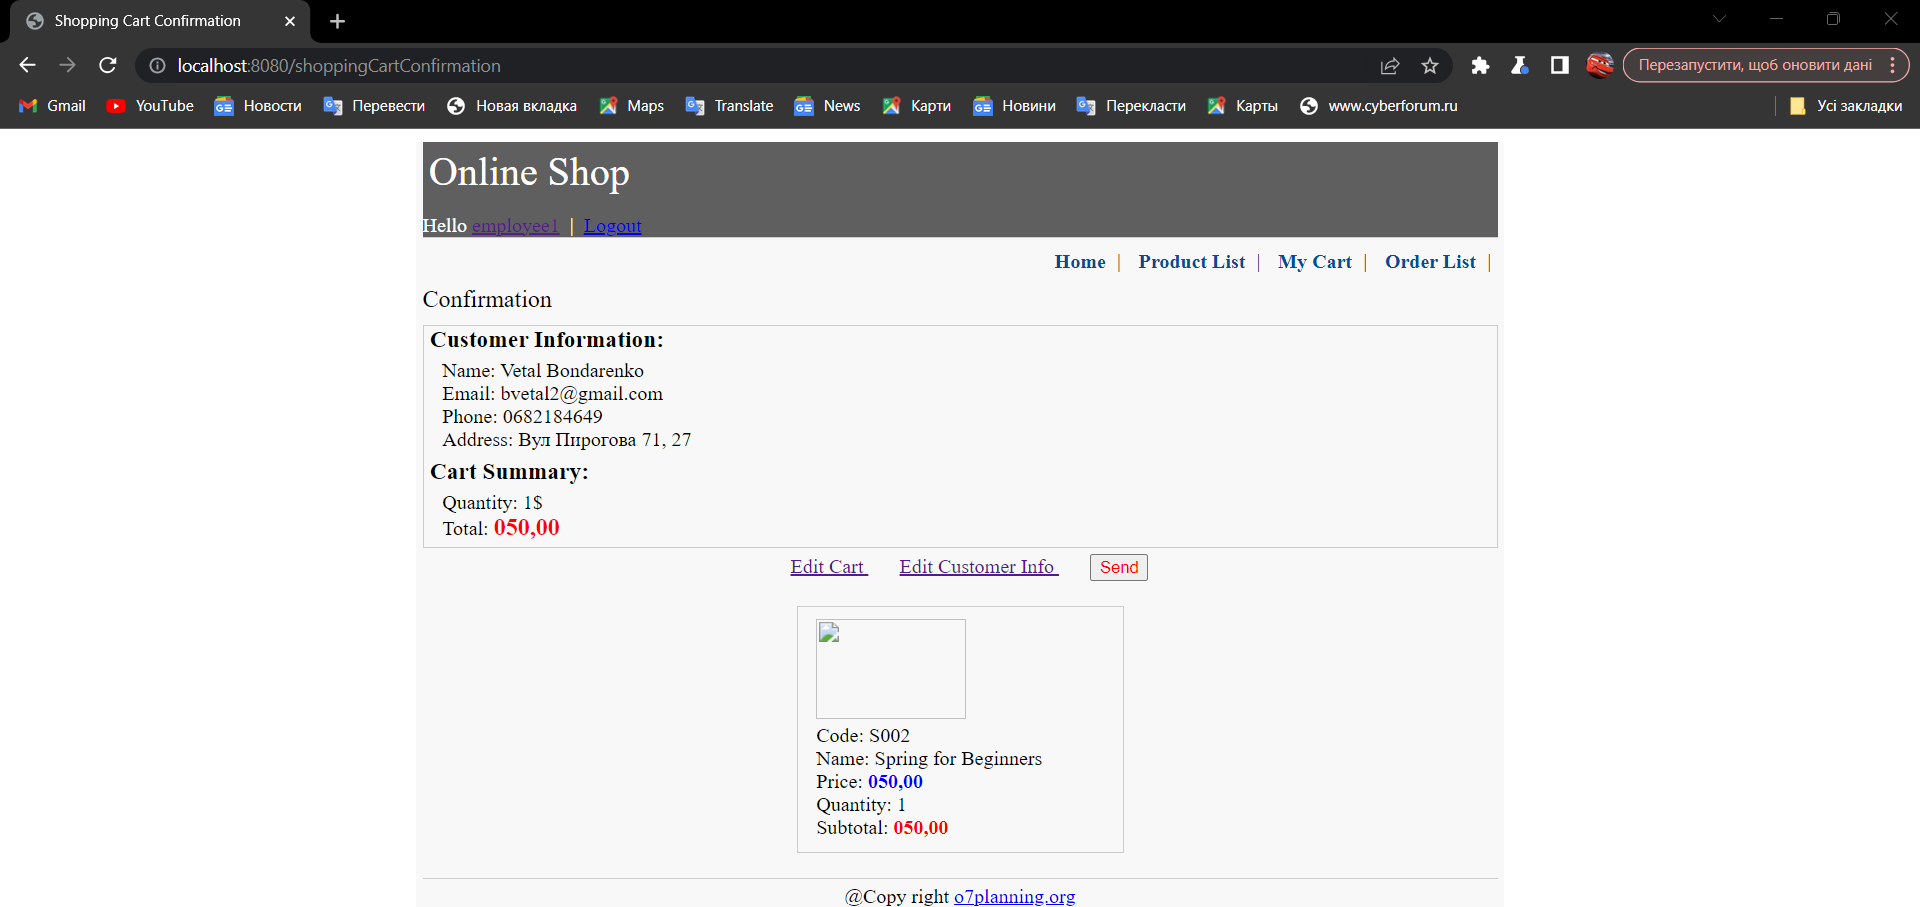 Shopping Cart Confirmation
localhost:8080/shoppingCartConfirmation
Перезапустити, щоб оновити дані
Gmail YouTube Новости Перевести Новая вкладка Maps Translate News Карти Новини Перекласти Карты www.cyberforum.ru Усі закладки
Online Shop
Hello employee1 | Logout
Home | Product List | My Cart | Order List |
Confirmation
Customer Information:
Name: Vetal Bondarenko
Email: bvetal2@gmail.com
Phone: 0682184649
Address: Вул Пирогова 71, 27
Cart Summary:
Quantity: 1$
Total: 050,00
Edit Cart Edit Customer Info Send
Code: S002
Name: Spring for Beginners
Price: 050,00
Quantity: 1
Subtotal: 050,00
@Copy right o7planning.org